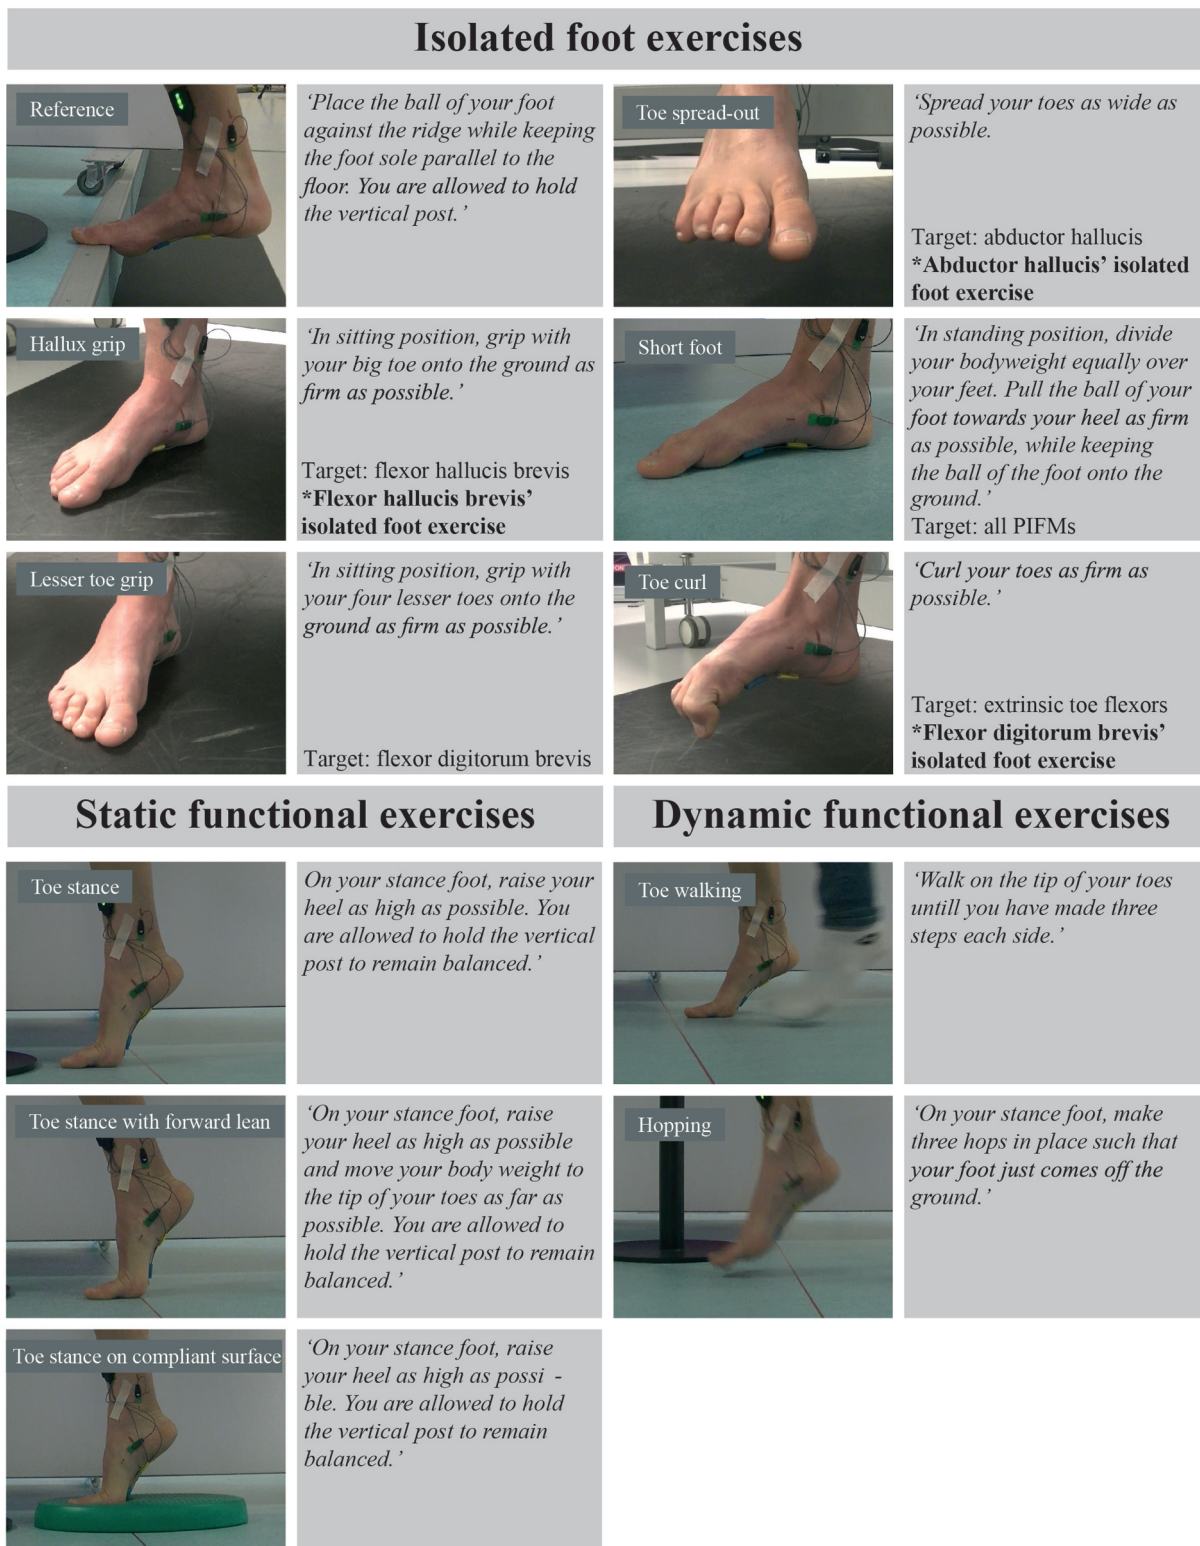 Isolated foot exercises
Reference
‘Place the ball of your foot
against the ridge while keeping
the foot sole parallel to the
floor. You are allowed to hold
the vertical post.’
Toe spread-out
‘Spread your toes as wide as
possible.
Target: abductor hallucis
*Abductor hallucis’ isolated
foot exercise
Hallux grip
‘In sitting position, grip with
your big toe onto the ground as
firm as possible.’
Target: flexor hallucis brevis
*Flexor hallucis brevis’
isolated foot exercise
Short foot
‘In standing position, divide
your bodyweight equally over
your feet. Pull the ball of your
foot towards your heel as firm
as possible, while keeping
the ball of the foot onto the
ground.’
Target: all PIFMs
Lesser toe grip
‘In sitting position, grip with
your four lesser toes onto the
ground as firm as possible.’
Target: flexor digitorum brevis
Toe curl
‘Curl your toes as firm as
possible.’
Target: extrinsic toe flexors
*Flexor digitorum brevis’
isolated foot exercise
Static functional exercises
Toe stance
On your stance foot, raise your
heel as high as possible. You
are allowed to hold the vertical
post to remain balanced.’
Toe stance with forward lean
‘On your stance foot, raise
your heel as high as possible
and move your body weight to
the tip of your toes as far as
possible. You are allowed to
hold the vertical post to remain
balanced.’
Toe stance on compliant surface
‘On your stance foot, raise
your heel as high as possi -
ble. You are allowed to hold
the vertical post to remain
balanced.’
Dynamic functional exercises
Toe walking
‘Walk on the tip of your toes
untill you have made three
steps each side.’
Hopping
‘On your stance foot, make
three hops in place such that
your foot just comes off the
ground.’